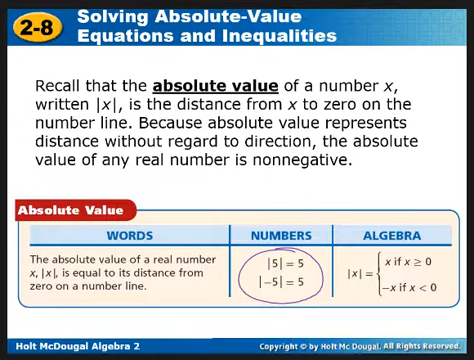 2-8
Solving Absolute-Value
Equations and Inequalities
Recall that the absolute value of a number x,
written |x|, is the distance from x to zero on the
number line. Because absolute value represents
distance without regard to direction, the absolute
value of any real number is nonnegative.
Absolute Value
WORDS NUMBERS ALGEBRA
The absolute value of a real number
x, |x|, is equal to its distance from
zero on a number line.
|5| = 5
|−5| = 5
|x| = { x if x ≥ 0
−x if x < 0
Holt McDougal Algebra 2
Copyright © by Holt Mc Dougal. All Rights Reserved.